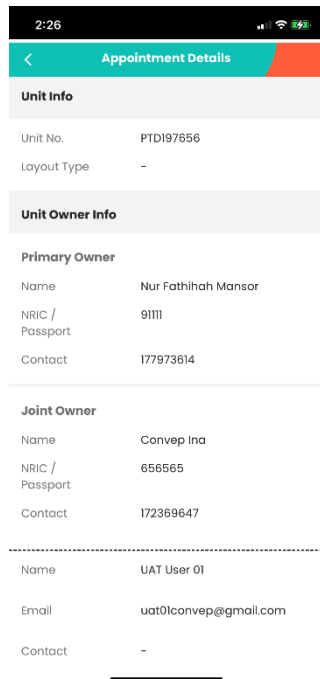 2:26
Appointment Details
Unit Info
Unit No. PTD197656
Layout Type -
Unit Owner Info
Primary Owner
Name Nur Fathihah Mansor
NRIC / 91111
Passport
Contact 177973614
Joint Owner
Name Convep Ina
NRIC / 656565
Passport
Contact 172369647
Name UAT User 01
Email uat01convep@gmail.com
Contact -